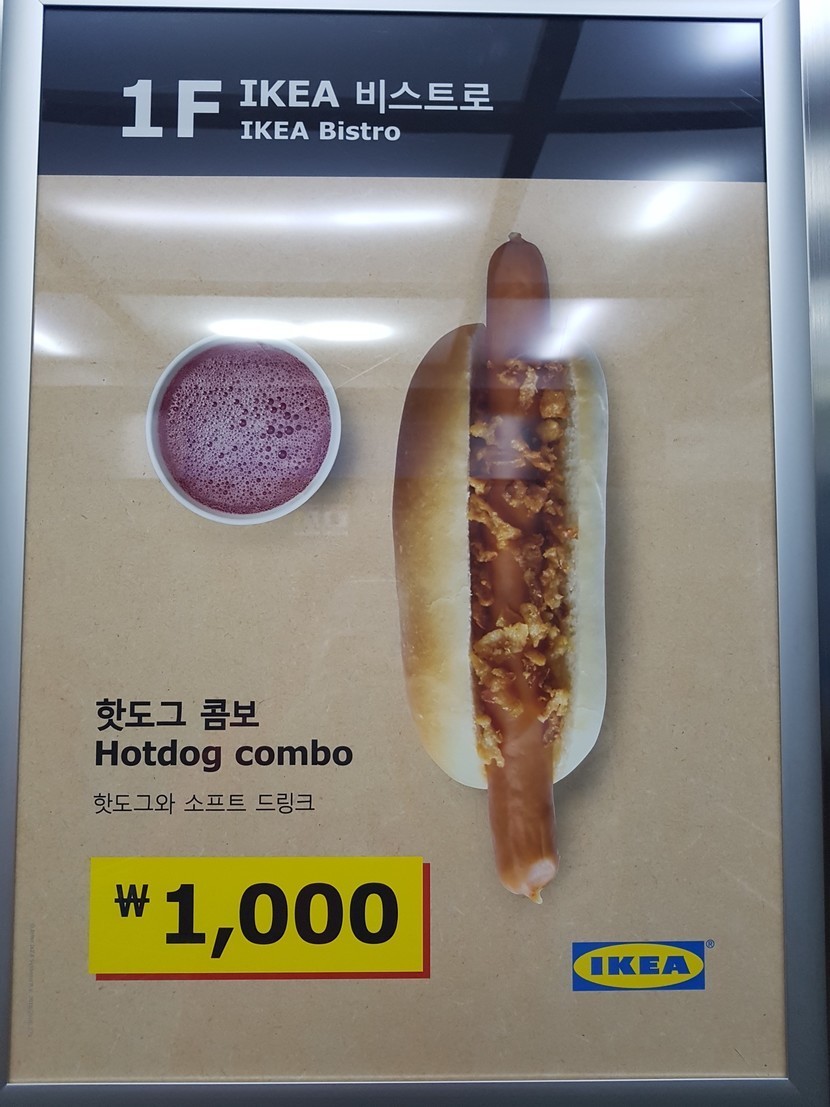 1F IKEA 비스트로
IKEA Bistro
핫도그 콤보
Hotdog combo
핫도그와 소프트 드링크
₩1,000
IKEA®